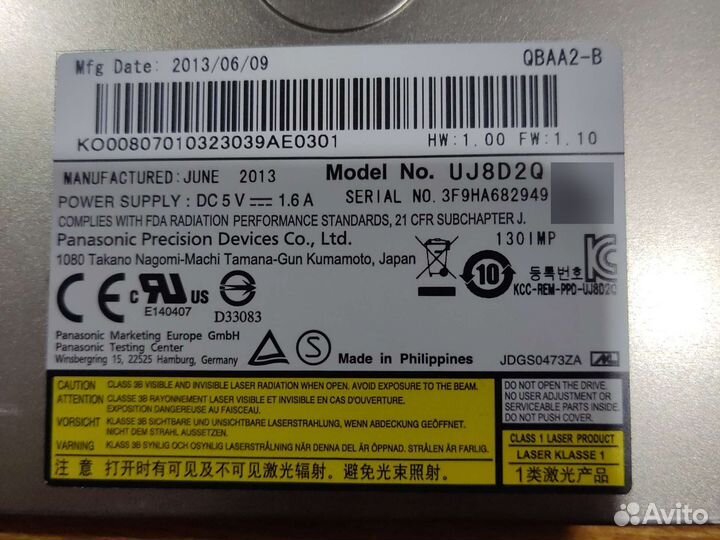 Mfg Date: 2013/06/09 QBAA2-B
KO00807010323039AE0301 HW:1.00 FW:1.10
MANUFACTURED: JUNE 2013 Model No. UJ8D2Q
POWER SUPPLY : DC 5 V 1.6 A SERIAL NO. 3F9HA682949
COMPLIES WITH FDA RADIATION PERFORMANCE STANDARDS, 21 CFR SUBCHAPTER J.
Panasonic Precision Devices Co., Ltd. 1301MP
1080 Takano Nagomi-Machi Tamana-Gun Kumamoto, Japan
10 등록번호
KCC-REM-PPD-UJ8D2Q
CE c RU US
E140407 D33083
Panasonic Marketing Europe GmbH
Panasonic Testing Center
Winsbergring 15, 22525 Hamburg, Germany
S Made in Philippines JDGS0473ZA
CAUTION CLASS 3B VISIBLE AND INVISIBLE LASER RADIATION WHEN OPEN. AVOID EXPOSURE TO THE BEAM.
ATTENTION CLASSE 3B RAYONNEMENT LASER VISIBLE ET INVISIBLE EN CAS D'OUVERTURE.
EXPOSITION DANGEREUSE AU FAISCEAU.
VORSICHT KLASSE 3B SICHTBARE UND UNSICHTBARE LASERSTRAHLUNG, WENN ABDECKUNG GEÖFFNET.
NICHT DEM STRAHL AUSSETZEN.
VARNING KLASS 3B SYNLIG OCH OSYNLIG LASERSTRÅLNING NÄR DENNA DEL ÄR ÖPPNAD. STRÅLEN ÄR FARLIG.
注意 打开时有可见及不可见激光辐射。避免光束照射。
DO NOT OPEN THE DRIVE.
NO USER ADJUSTMENT OR
SERVICEABLE PARTS INSIDE.
DO NOT PUSH COVER.
CLASS 1 LASER PRODUCT
LASER KLASSE 1
1类激光产品
Avito